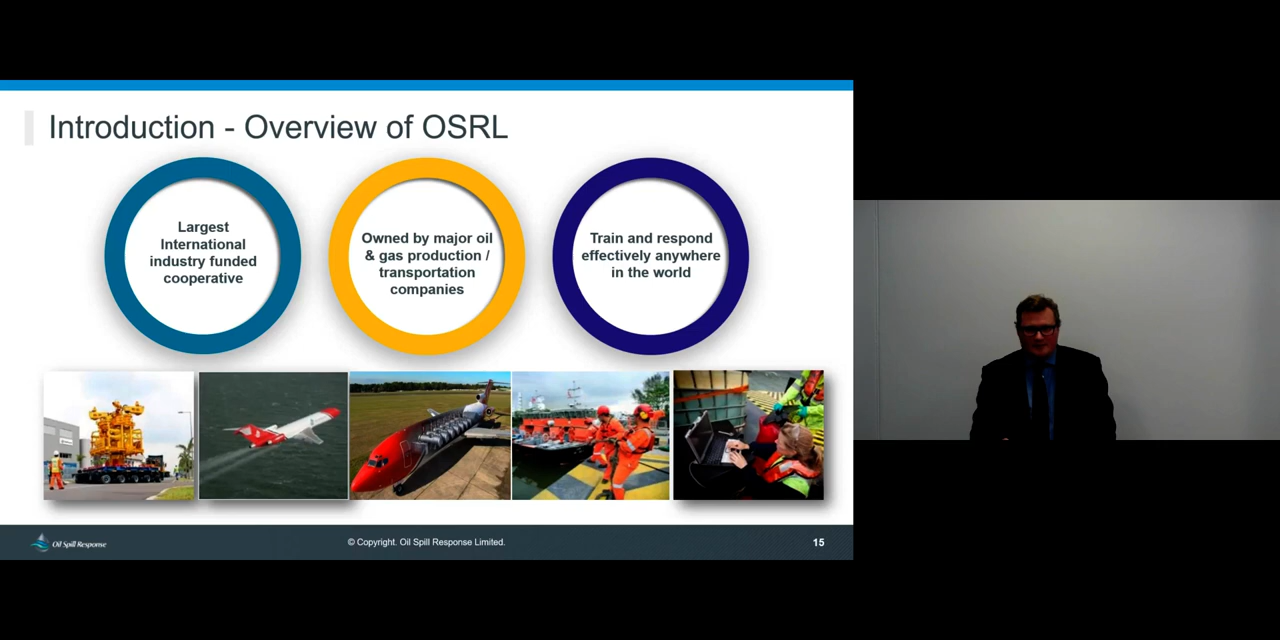 Introduction - Overview of OSRL
Largest
International
industry funded
cooperative
Owned by major oil
& gas production /
transportation
companies
Train and respond
effectively anywhere
in the world
Oil Spill Response
© Copyright. Oil Spill Response Limited.
15